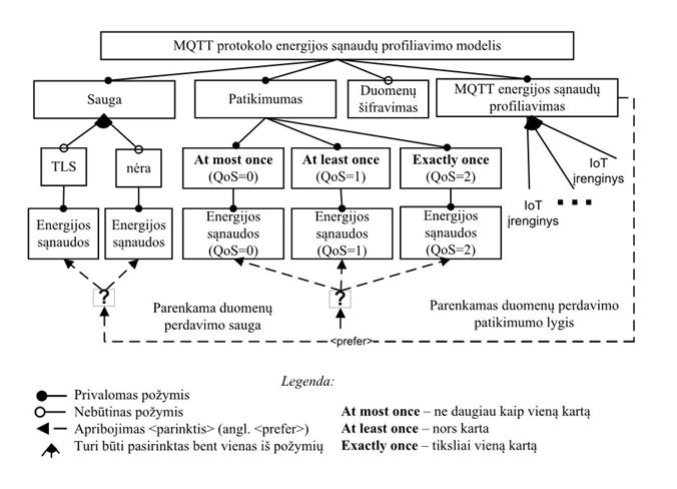 MQTT protokolo energijos sąnaudų profiliavimo modelis
Sauga
Patikimumas
Duomenų
šifravimas
MQTT energijos sąnaudų
profiliavimas
TLS
nėra
At most once
(QoS=0)
At least once
(QoS=1)
Exactly once
(QoS=2)
IoT
įrenginys
IoT
įrenginys
Energijos
sąnaudos
Energijos
sąnaudos
Energijos
sąnaudos
(QoS=0)
Energijos
sąnaudos
(QoS=1)
Energijos
sąnaudos
(QoS=2)
?
?
Parenkama duomenų
perdavimo sauga
Parenkamas duomenų perdavimo
patikimumo lygis
<prefer>
Legenda:
Privalomas požymis
Nebūtinas požymis
Apribojimas <parinktis> (angl. <prefer>)
Turi būti pasirinktas bent vienas iš požymių
At most once – ne daugiau kaip vieną kartą
At least once – nors karta
Exactly once – tiksliai vieną kartą